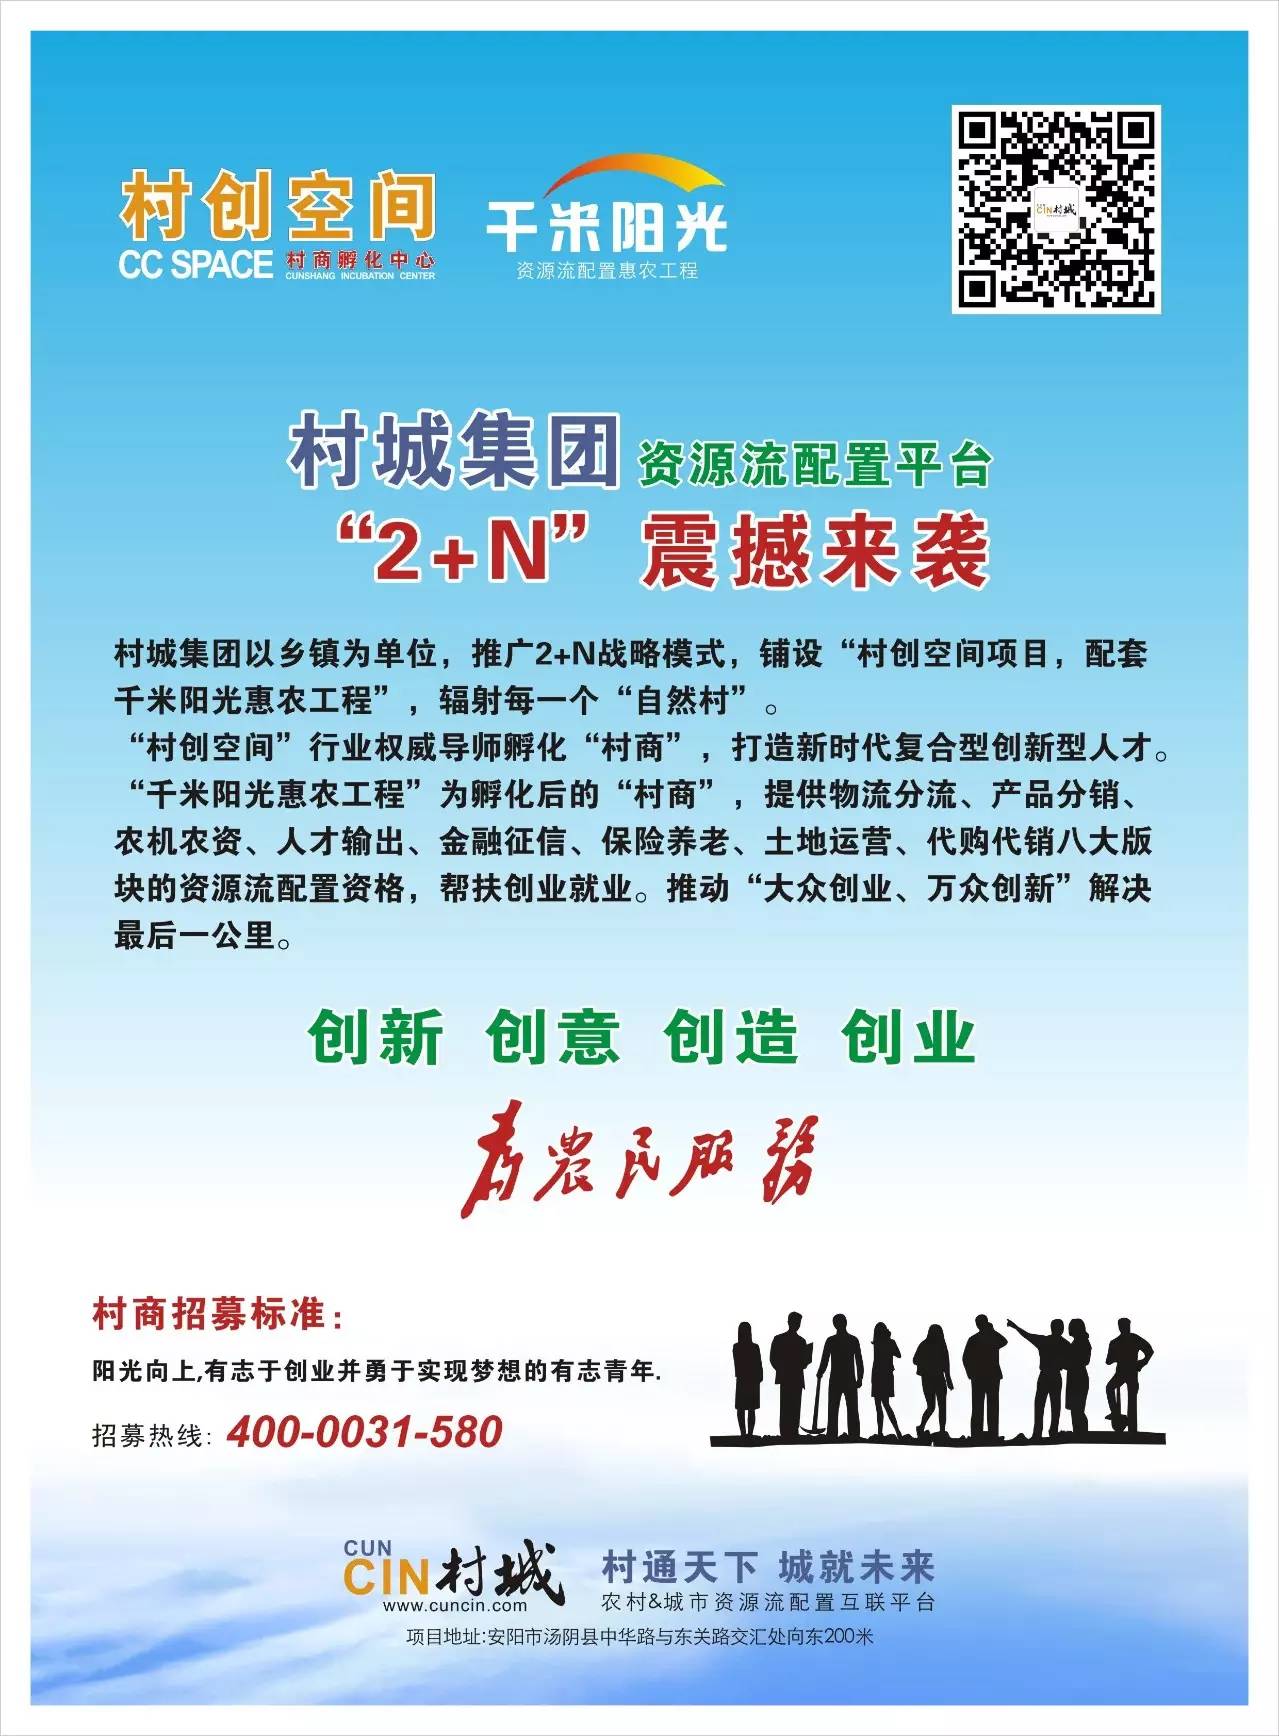 村创空间
CC SPACE 村商孵化中心
CUNSHANG INCUBATION CENTER
千米阳光
资源流配置惠农工程
CIN村城
村城集团 资源流配置平台
“2+N”震撼来袭
村城集团以乡镇为单位，推广2+N战略模式，铺设“村创空间项目，配套
千米阳光惠农工程”，辐射每一个“自然村”。
“村创空间”行业权威导师孵化“村商”，打造新时代复合型创新型人才。
“千米阳光惠农工程”为孵化后的“村商”，提供物流分流、产品分销、
农机农资、人才输出、金融征信、保险养老、土地运营、代购代销八大版
块的资源流配置资格，帮扶创业就业。推动“大众创业、万众创新”解决
最后一公里。
创新 创意 创造 创业
为農民服務
村商招募标准：
阳光向上,有志于创业并勇于实现梦想的有志青年.
招募热线: 400-0031-580
CUN
CIN村城
www.cuncin.com
村通天下 城就未来
农村&城市资源流配置互联平台
项目地址:安阳市汤阴县中华路与东关路交汇处向东200米